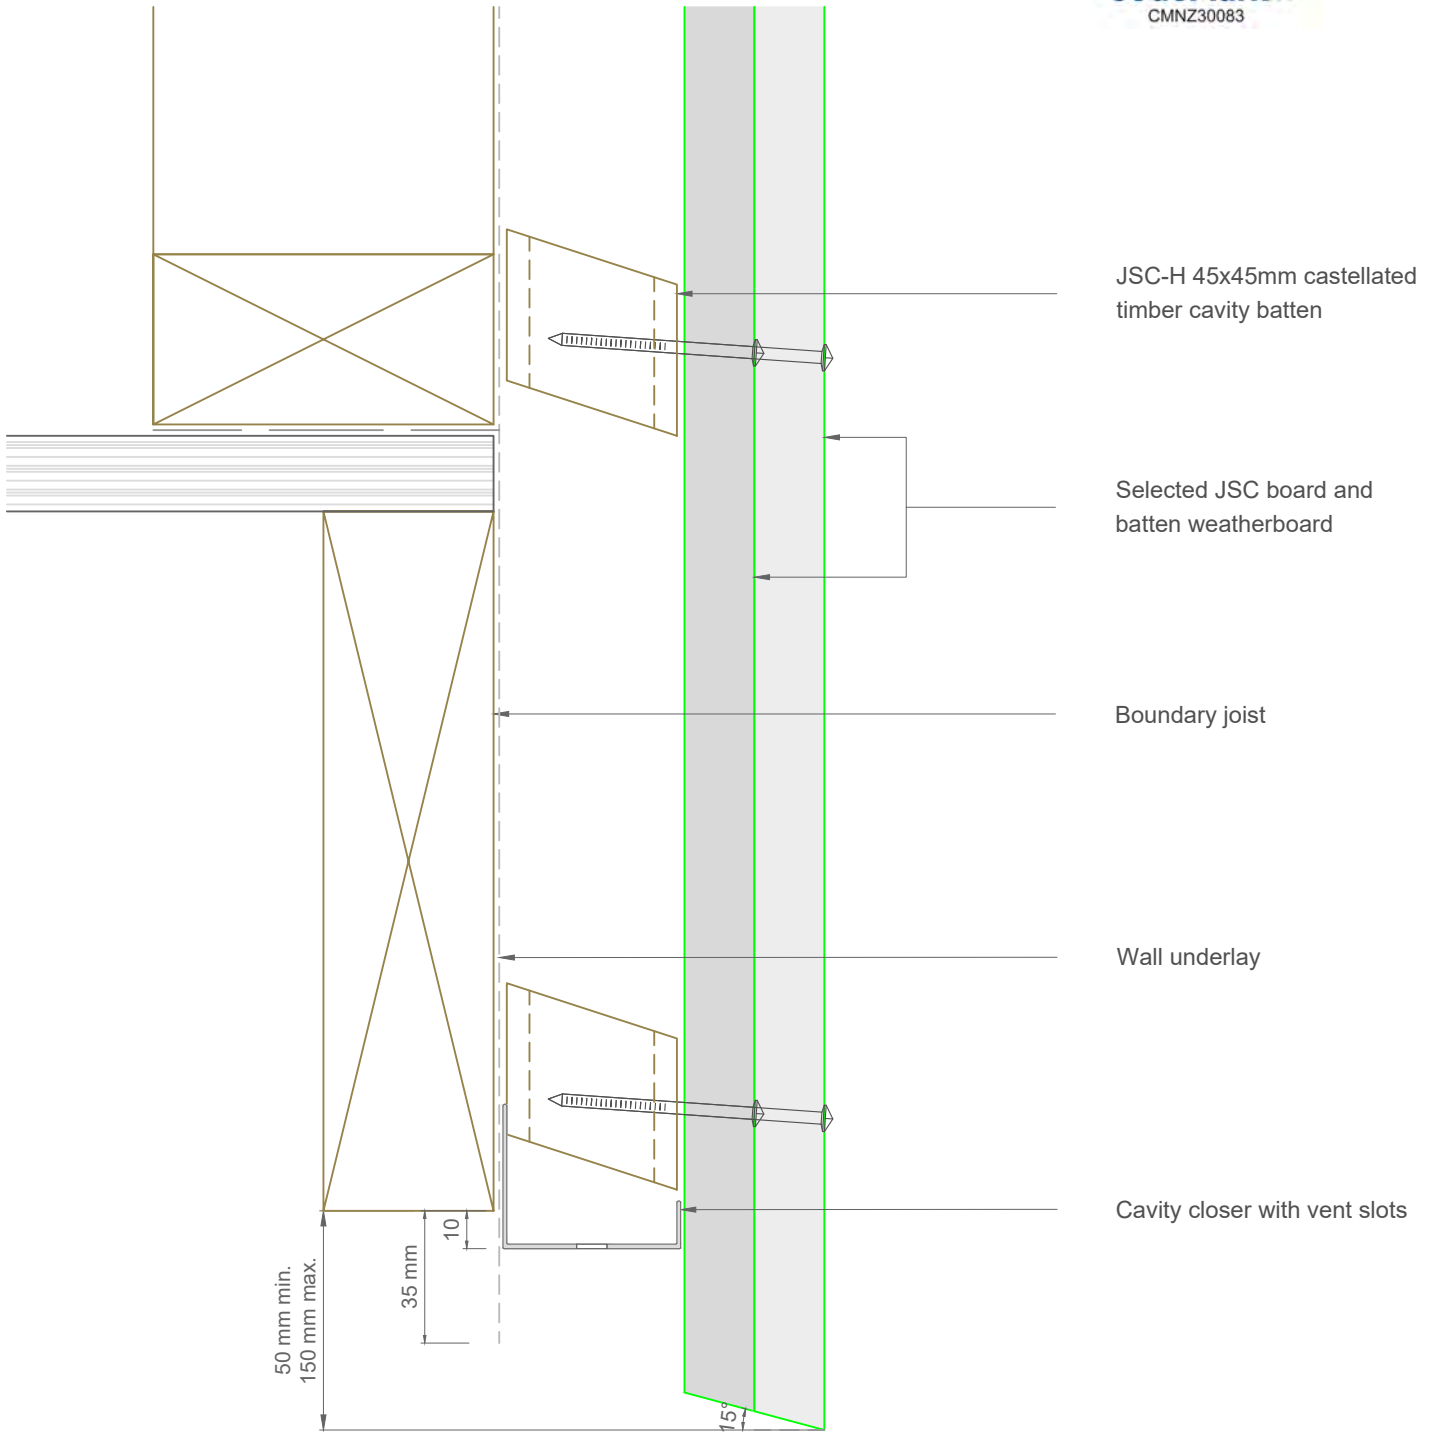 CMNZ30083
JSC-H 45x45mm castellated
timber cavity batten
Selected JSC board and
batten weatherboard
Boundary joist
Wall underlay
Cavity closer with vent slots
10
35 mm
50 mm min.
150 mm max.
15°